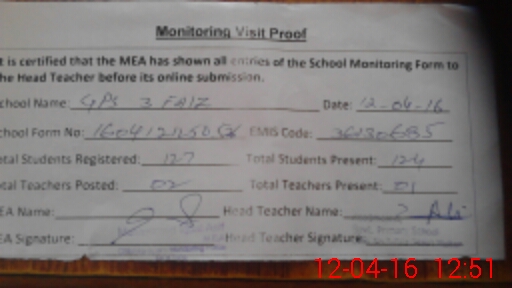 Monitoring Visit Proof
t is certified that the MEA has shown all entries of the School Monitoring Form to
he Head Teacher before its online submission.
chool Name: GPS 3 FAIZ Date: 12-04-16
chool Form No: EMIS Code:
otal Students Registered: 127 Total Students Present: 124
otal Teachers Posted: 02 Total Teachers Present: 01
EA Name: Head Teacher Name:
EA Signature: Head Teacher Signature:
12-04-16 12:51